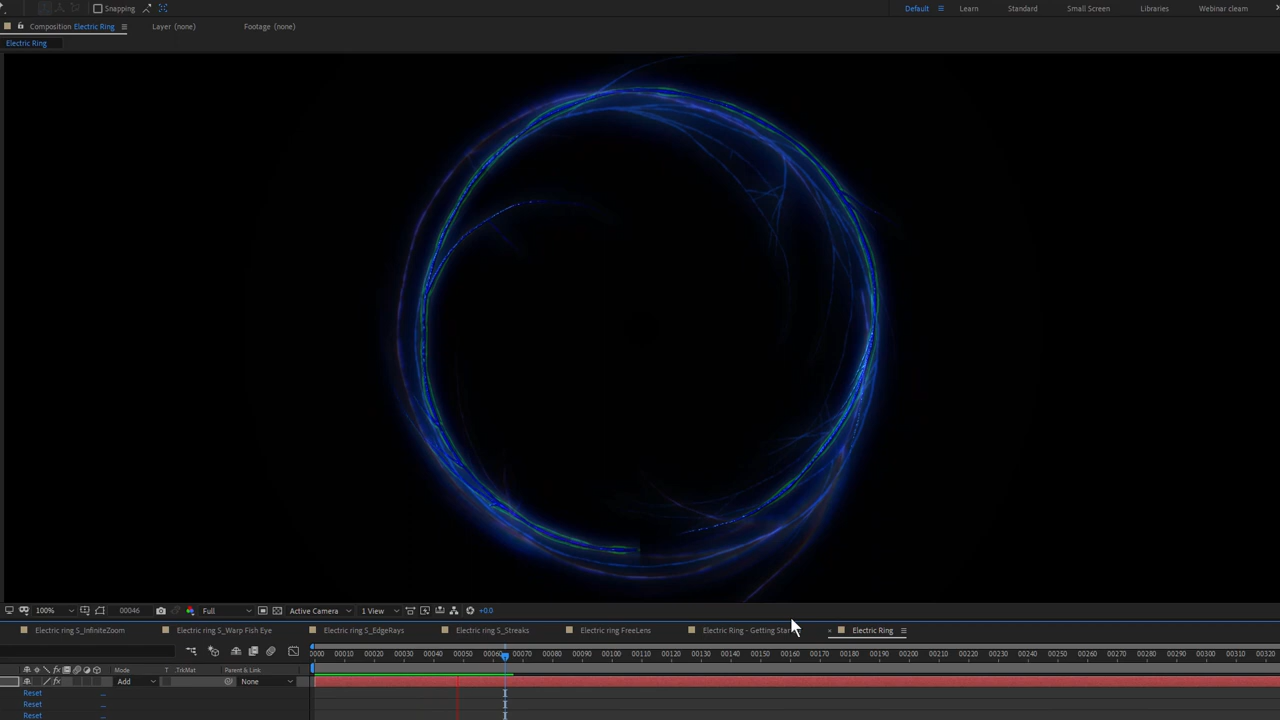 Snapping Default Learn Standard Small Screen Libraries Webinar cleam
Composition Electric Ring Layer (none) Footage (none)
Electric Ring
100% 00046 Full Active Camera 1 View +0.0
Electric ring S_InfiniteZoom Electric ring S_Warp Fish Eye Electric ring S_EdgeRays Electric ring S_Streaks Electric ring FreeLens Electric Ring - Getting Star Electric Ring
0000 00010 00020 00030 00040 00050 00060 00070 00080 00090 00100 00110 00120 00130 00140 00150 00160 00170 00180 00190 00200 00210 00220 00230 00240 00250 00260 00270 00280 00290 00300 00310 00320
Mode T .TrkMat Parent & Link
Add None
Reset ...
Reset ...
Reset ...